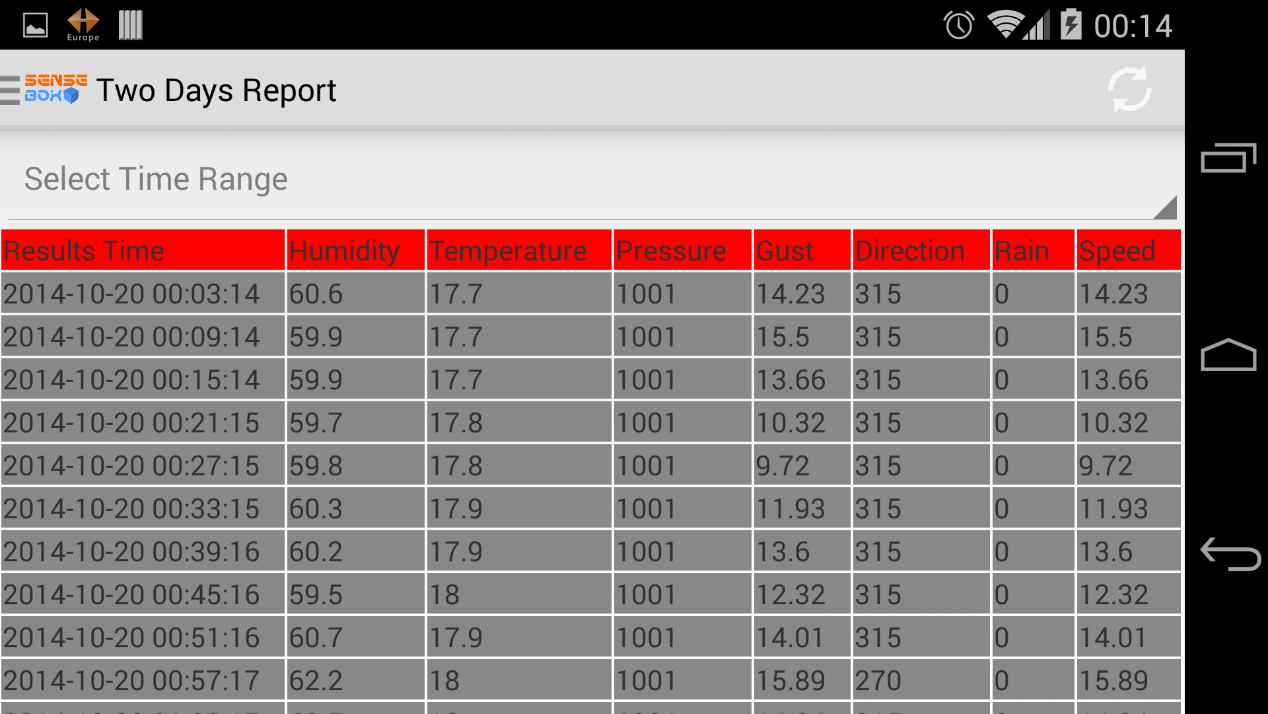 Europe
00:14
SENSE
BOX
Two Days Report
Select Time Range
Results Time Humidity Temperature Pressure Gust Direction Rain Speed
2014-10-20 00:03:14 60.6 17.7 1001 14.23 315 0 14.23
2014-10-20 00:09:14 59.9 17.7 1001 15.5 315 0 15.5
2014-10-20 00:15:14 59.9 17.7 1001 13.66 315 0 13.66
2014-10-20 00:21:15 59.7 17.8 1001 10.32 315 0 10.32
2014-10-20 00:27:15 59.8 17.8 1001 9.72 315 0 9.72
2014-10-20 00:33:15 60.3 17.9 1001 11.93 315 0 11.93
2014-10-20 00:39:16 60.2 17.9 1001 13.6 315 0 13.6
2014-10-20 00:45:16 59.5 18 1001 12.32 315 0 12.32
2014-10-20 00:51:16 60.7 17.9 1001 14.01 315 0 14.01
2014-10-20 00:57:17 62.2 18 1001 15.89 270 0 15.89